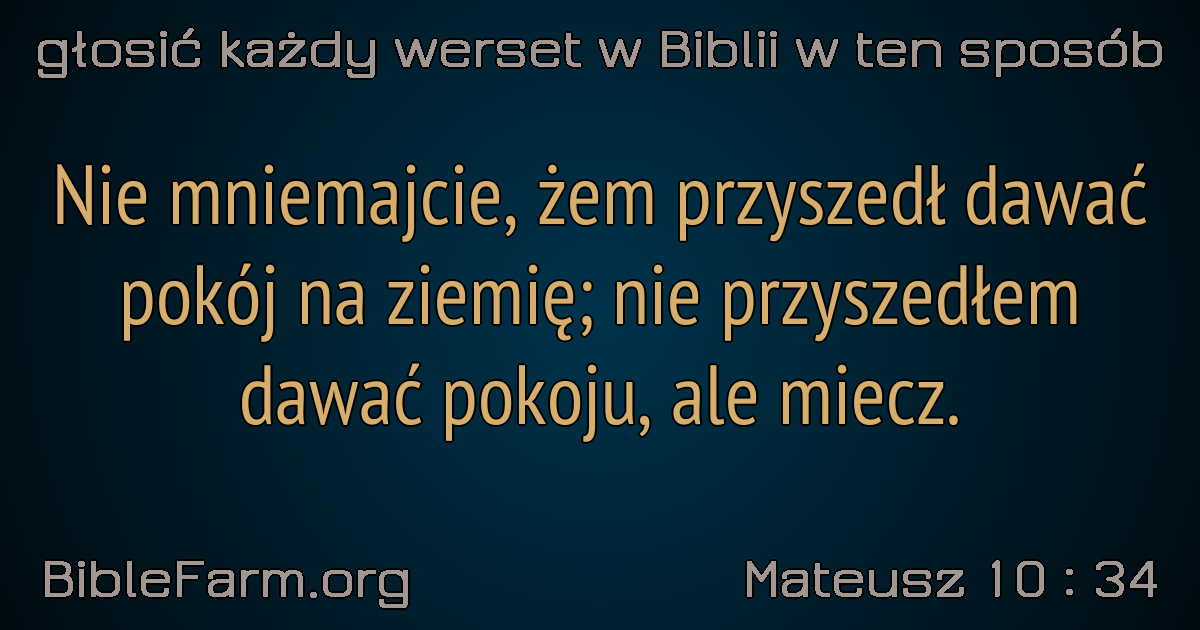 głosić każdy werset w Biblii w ten sposób
Nie mniemajcie, żem przyszedł dawać
pokój na ziemię; nie przyszedłem
dawać pokoju, ale miecz.
BibleFarm.org
Mateusz 10 : 34